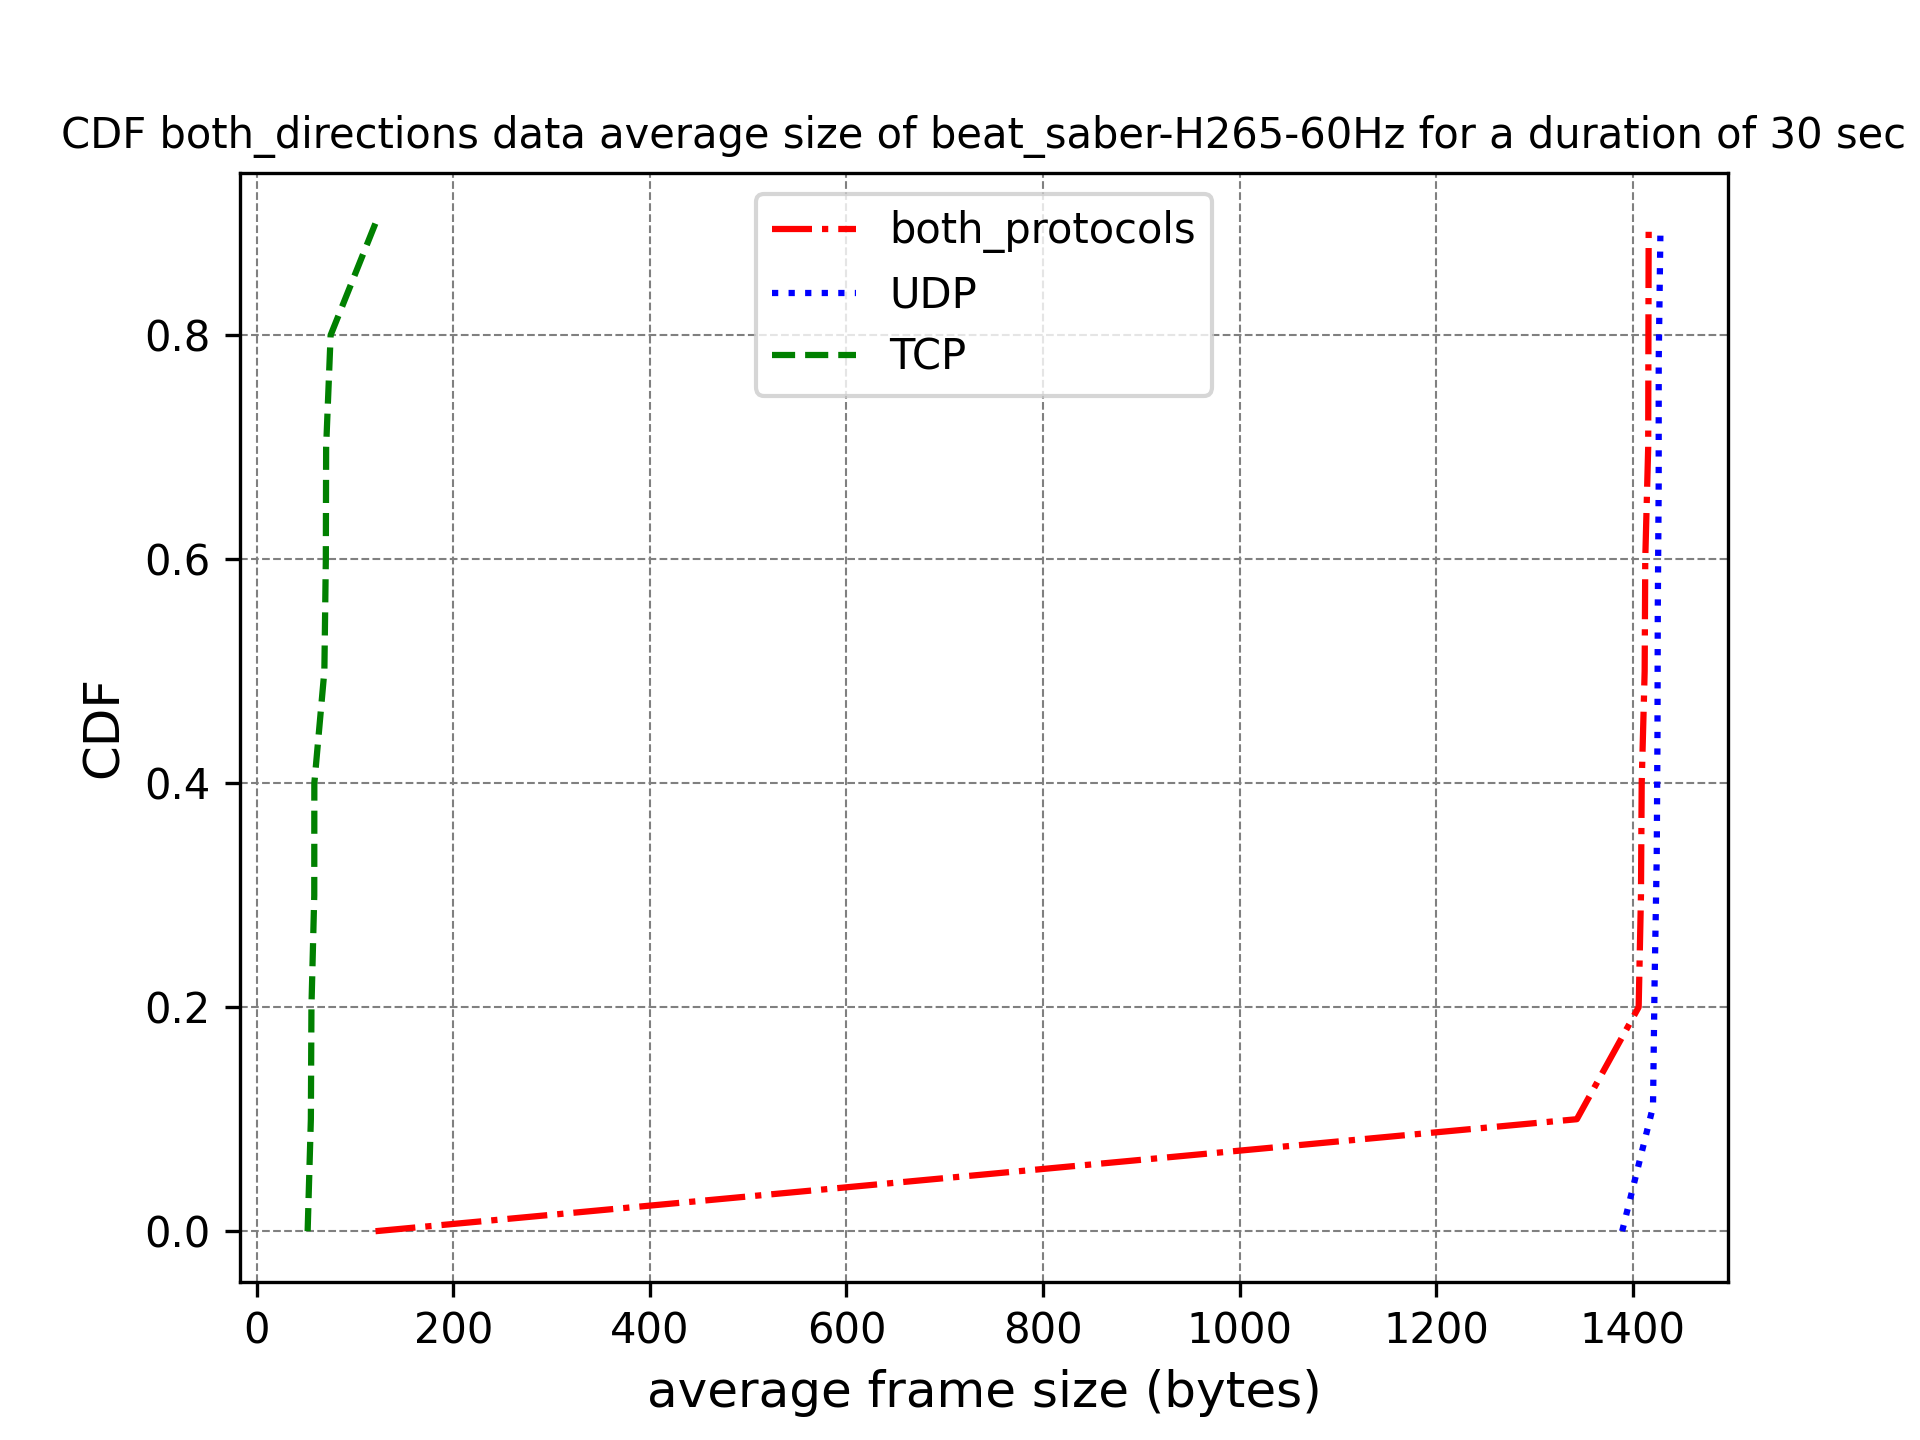 CDF both_directions data average size of beat_saber-H265-60Hz for a duration of 30 sec
both_protocols
UDP
TCP
CDF
0.8
0.6
0.4
0.2
0.0
0 200 400 600 800 1000 1200 1400
average frame size (bytes)